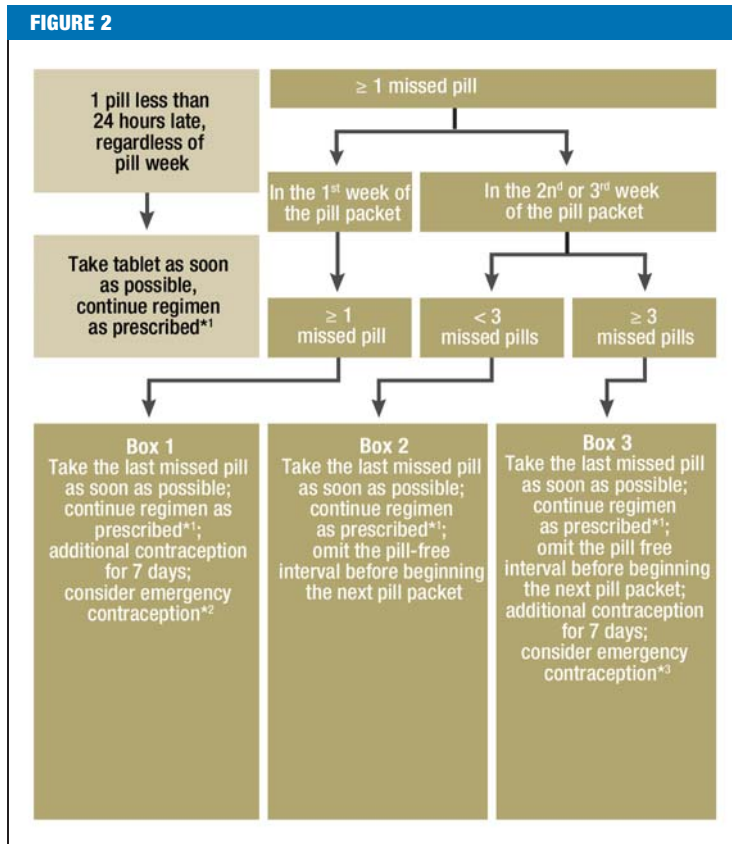 FIGURE 2
1 pill less than
24 hours late,
regardless of
pill week
Take tablet as soon
as possible,
continue regimen
as prescribed*1
≥ 1 missed pill
In the 1st week of
the pill packet
In the 2nd or 3rd week
of the pill packet
≥ 1
missed pill
< 3
missed pills
≥ 3
missed pills
Box 1
Take the last missed pill
as soon as possible;
continue regimen as
prescribed*1;
additional contraception
for 7 days;
consider emergency
contraception*2
Box 2
Take the last missed pill
as soon as possible;
continue regimen
as prescribed*1;
omit the pill-free
interval before beginning
the next pill packet
Box 3
Take the last missed pill
as soon as possible;
continue regimen
as prescribed*1;
omit the pill free
interval before beginning
the next pill packet;
additional contraception
for 7 days;
consider emergency
contraception*3